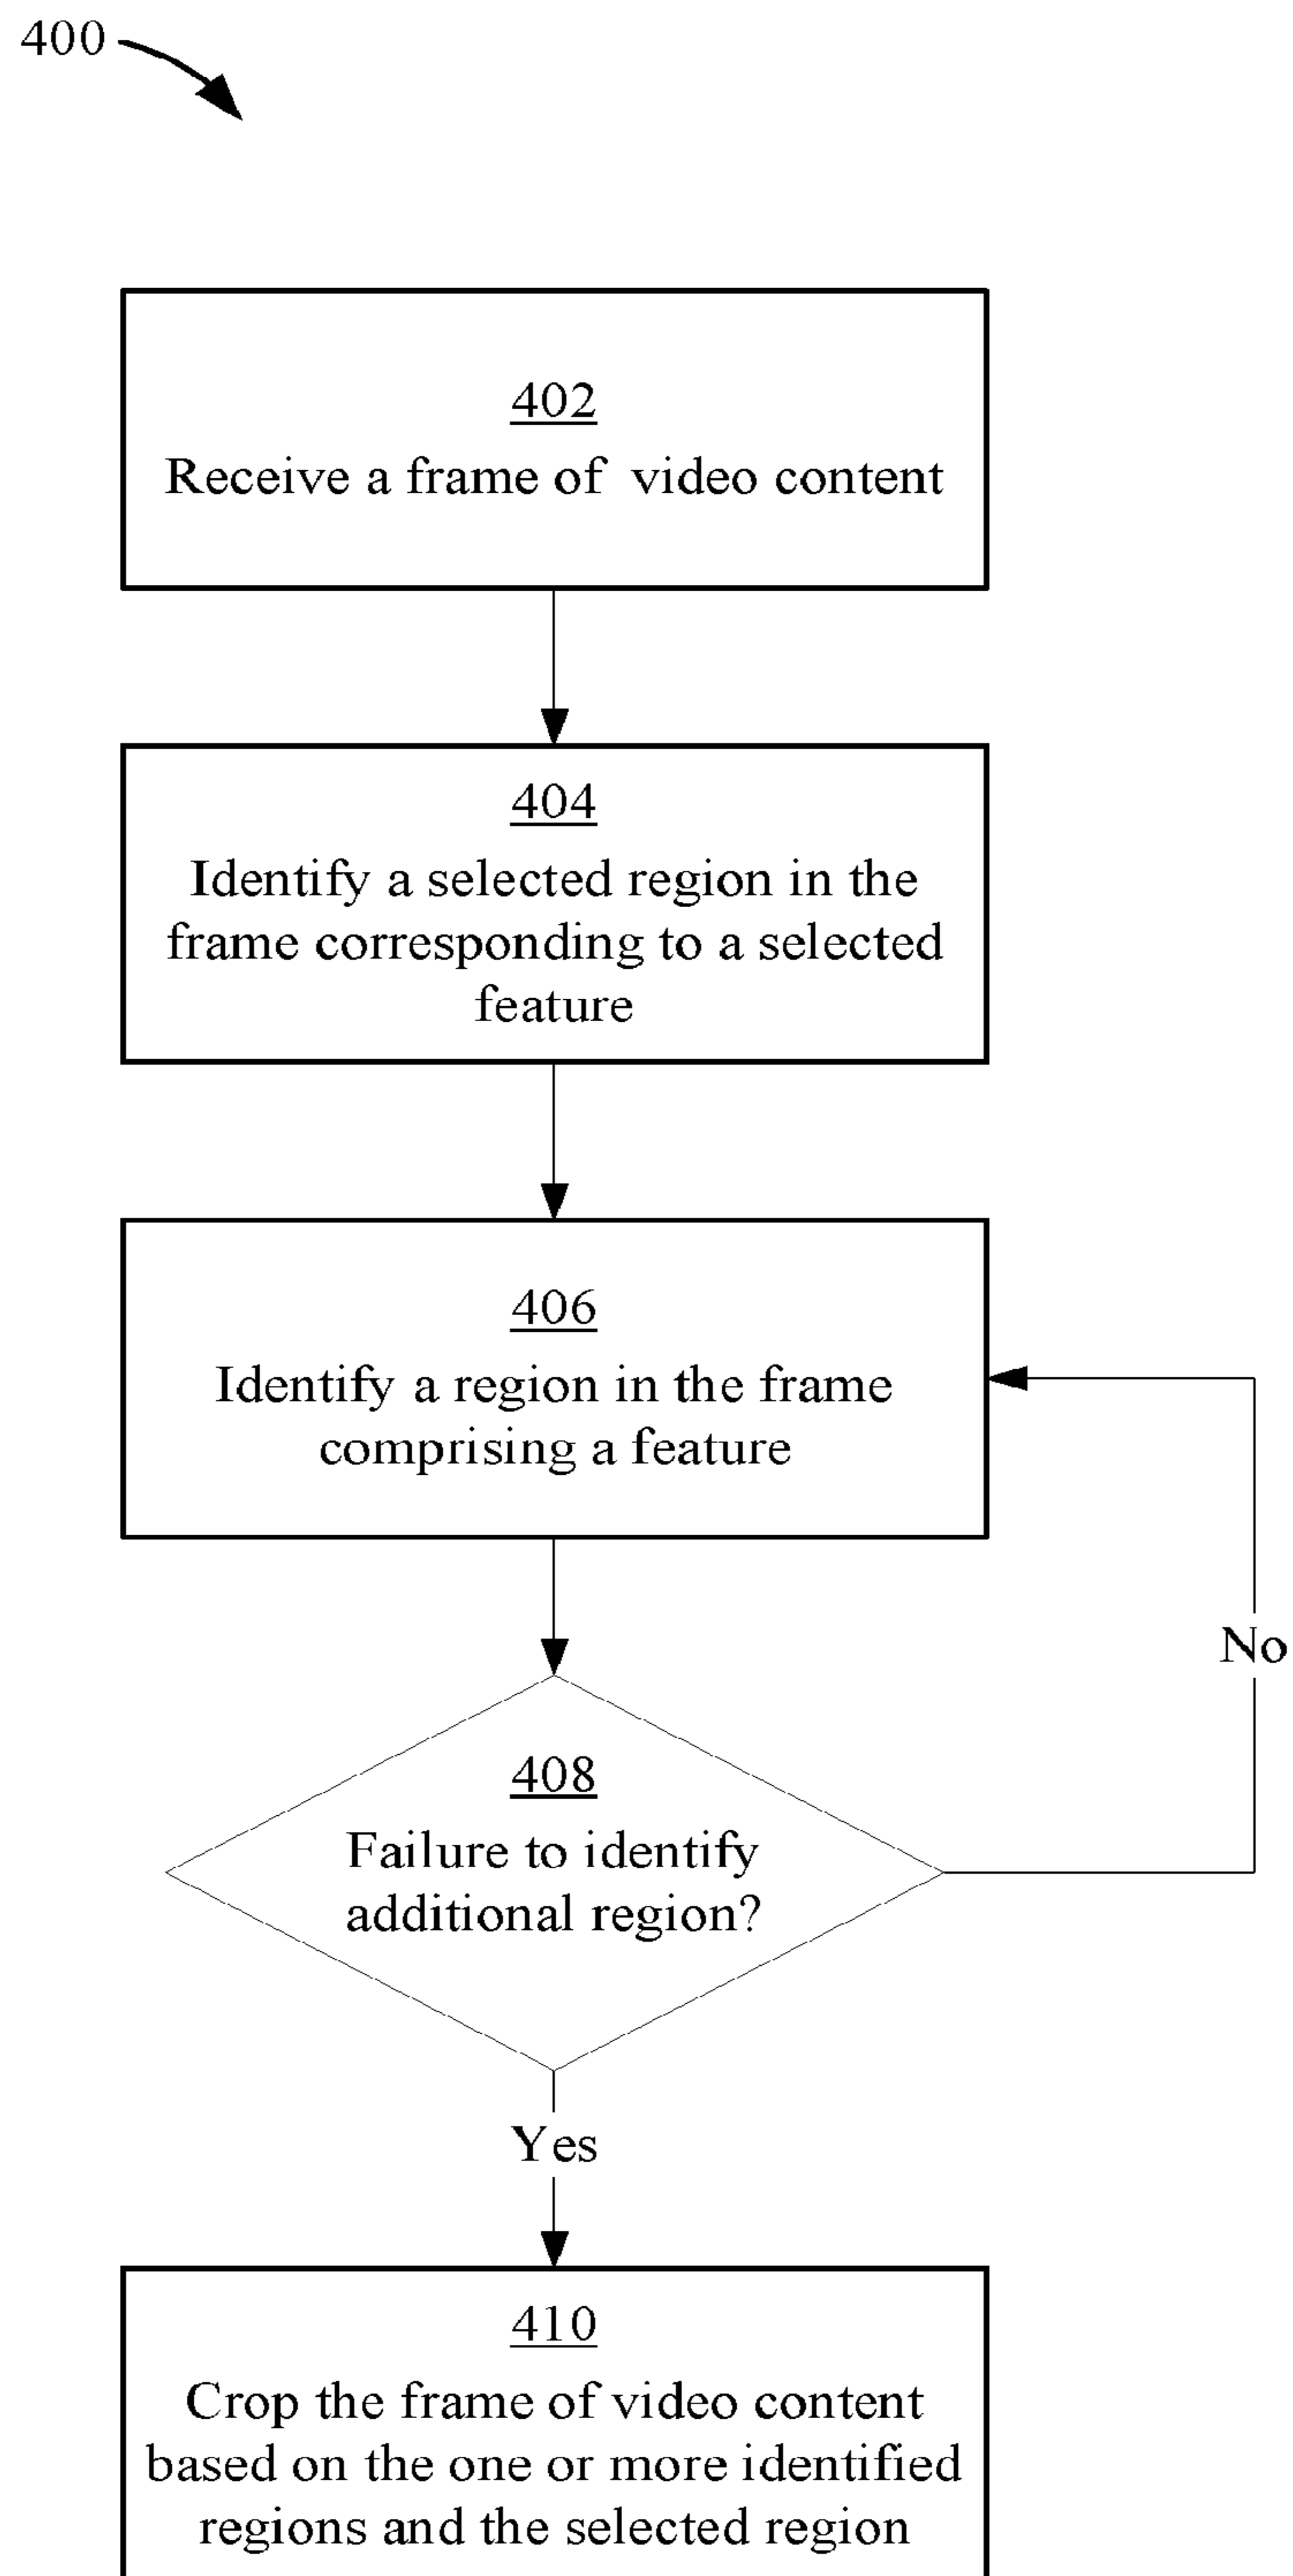 400
402
Receive a frame of video content
404
Identify a selected region in the
frame corresponding to a selected
feature
406
Identify a region in the frame
comprising a feature
No
408
Failure to identify
additional region?
Yes
410
Crop the frame of video content
based on the one or more identified
regions and the selected region